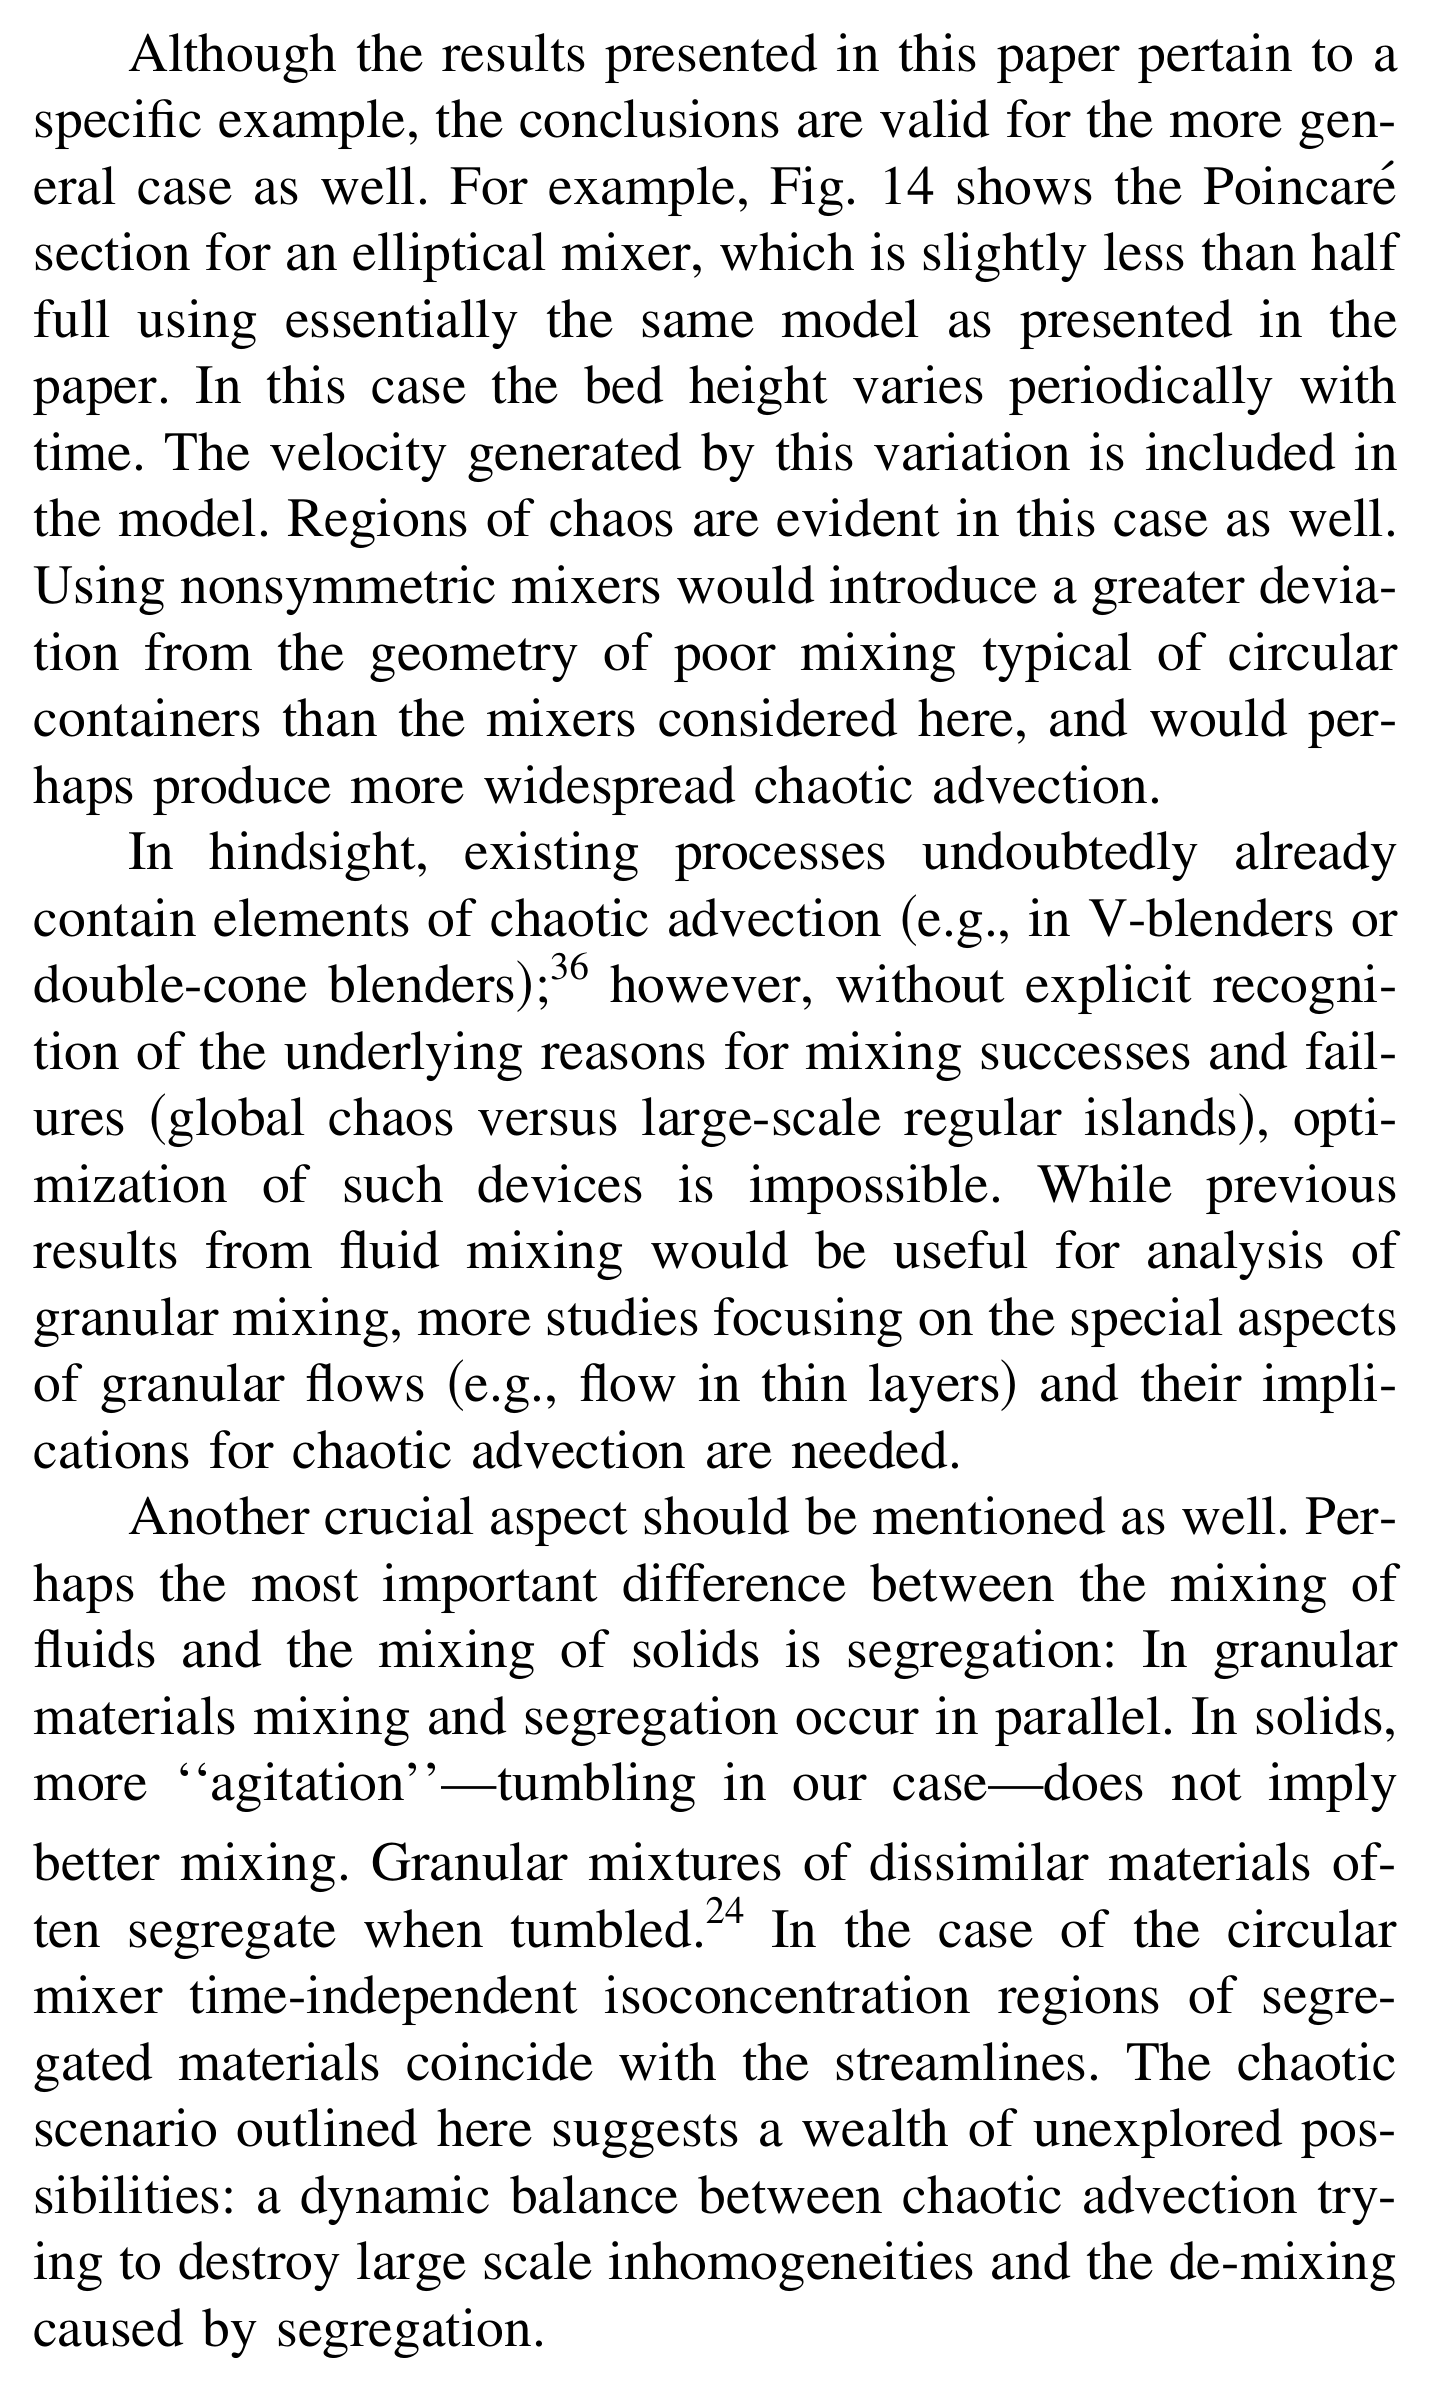 Although the results presented in this paper pertain to a
specific example, the conclusions are valid for the more gen-
eral case as well. For example, Fig. 14 shows the Poincaré
section for an elliptical mixer, which is slightly less than half
full using essentially the same model as presented in the
paper. In this case the bed height varies periodically with
time. The velocity generated by this variation is included in
the model. Regions of chaos are evident in this case as well.
Using nonsymmetric mixers would introduce a greater devia-
tion from the geometry of poor mixing typical of circular
containers than the mixers considered here, and would per-
haps produce more widespread chaotic advection.
In hindsight, existing processes undoubtedly already
contain elements of chaotic advection (e.g., in V-blenders or
double-cone blenders);36 however, without explicit recogni-
tion of the underlying reasons for mixing successes and fail-
ures (global chaos versus large-scale regular islands), opti-
mization of such devices is impossible. While previous
results from fluid mixing would be useful for analysis of
granular mixing, more studies focusing on the special aspects
of granular flows (e.g., flow in thin layers) and their impli-
cations for chaotic advection are needed.
Another crucial aspect should be mentioned as well. Per-
haps the most important difference between the mixing of
fluids and the mixing of solids is segregation: In granular
materials mixing and segregation occur in parallel. In solids,
more ‘‘agitation’’—tumbling in our case—does not imply
better mixing. Granular mixtures of dissimilar materials of-
ten segregate when tumbled.24 In the case of the circular
mixer time-independent isoconcentration regions of segre-
gated materials coincide with the streamlines. The chaotic
scenario outlined here suggests a wealth of unexplored pos-
sibilities: a dynamic balance between chaotic advection try-
ing to destroy large scale inhomogeneities and the de-mixing
caused by segregation.